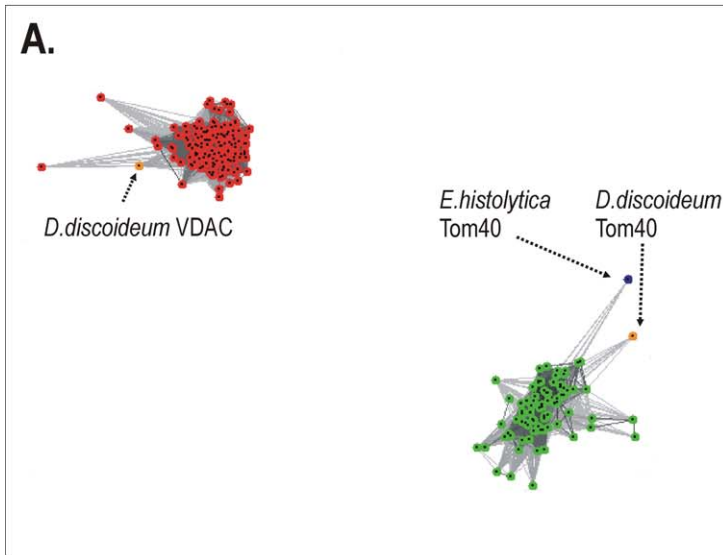 A.
D.discoideum VDAC
E.histolytica
Tom40
D.discoideum
Tom40